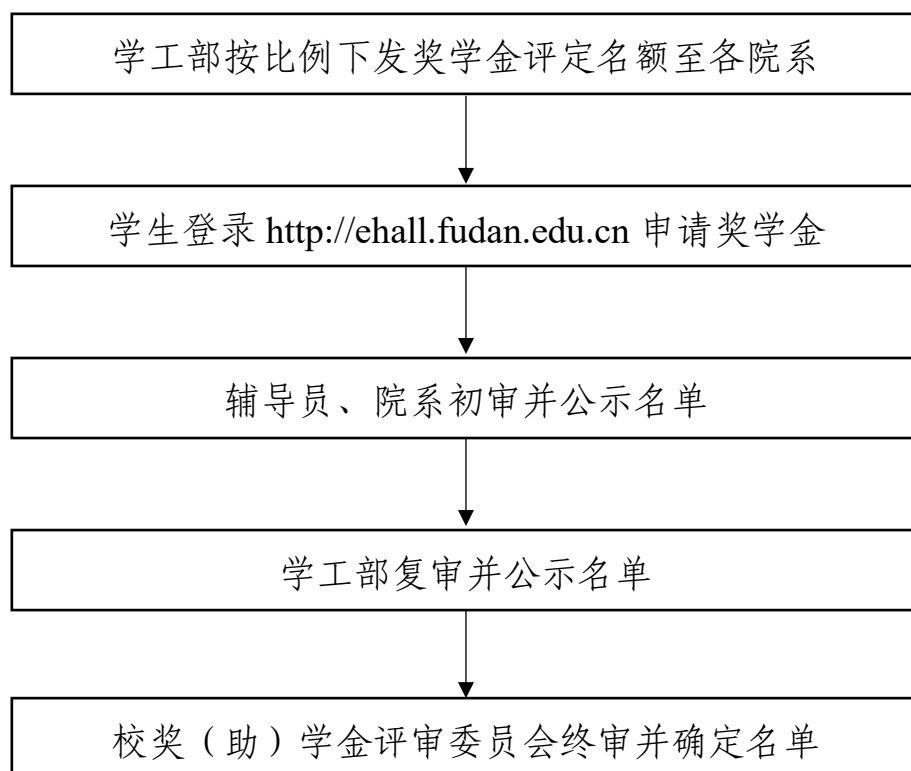 学工部按比例下发奖学金评定名额至各院系
学生登录 http://ehall.fudan.edu.cn 申请奖学金
辅导员、院系初审并公示名单
学工部复审并公示名单
校奖（助）学金评审委员会终审并确定名单